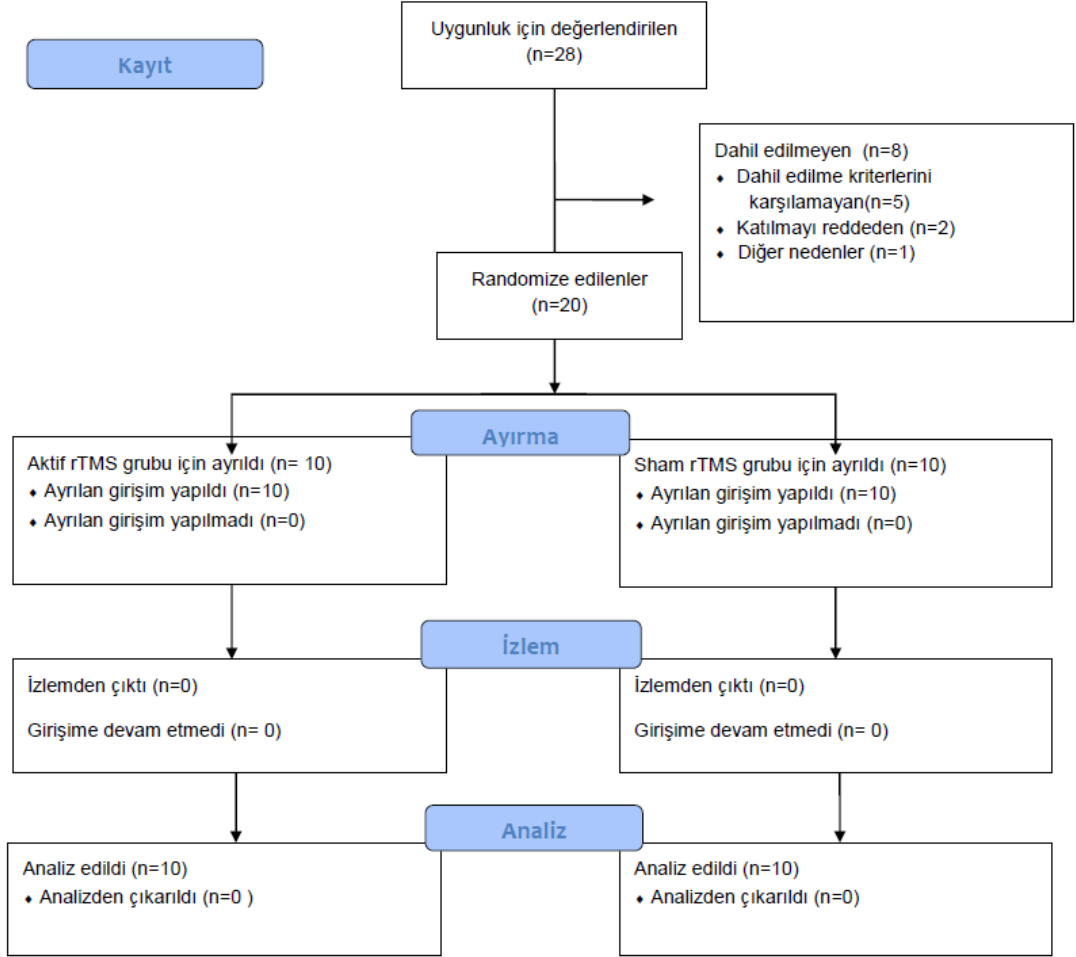 Kayıt
Uygunluk için değerlendirilen
(n=28)
Dahil edilmeyen (n=8)
⬧ Dahil edilme kriterlerini
karşılamayan(n=5)
⬧ Katılmayı reddeden (n=2)
⬧ Diğer nedenler (n=1)
Randomize edilenler
(n=20)
Ayırma
Aktif rTMS grubu için ayrıldı (n= 10)
⬧ Ayrılan girişim yapıldı (n=10)
⬧ Ayrılan girişim yapılmadı (n=0)
Sham rTMS grubu için ayrıldı (n=10)
⬧ Ayrılan girişim yapıldı (n=10)
⬧ Ayrılan girişim yapılmadı (n=0)
İzlem
İzlemden çıktı (n=0)
Girişime devam etmedi (n= 0)
İzlemden çıktı (n=0)
Girişime devam etmedi (n= 0)
Analiz
Analiz edildi (n=10)
⬧ Analizden çıkarıldı (n=0 )
Analiz edildi (n=10)
⬧ Analizden çıkarıldı (n=0)